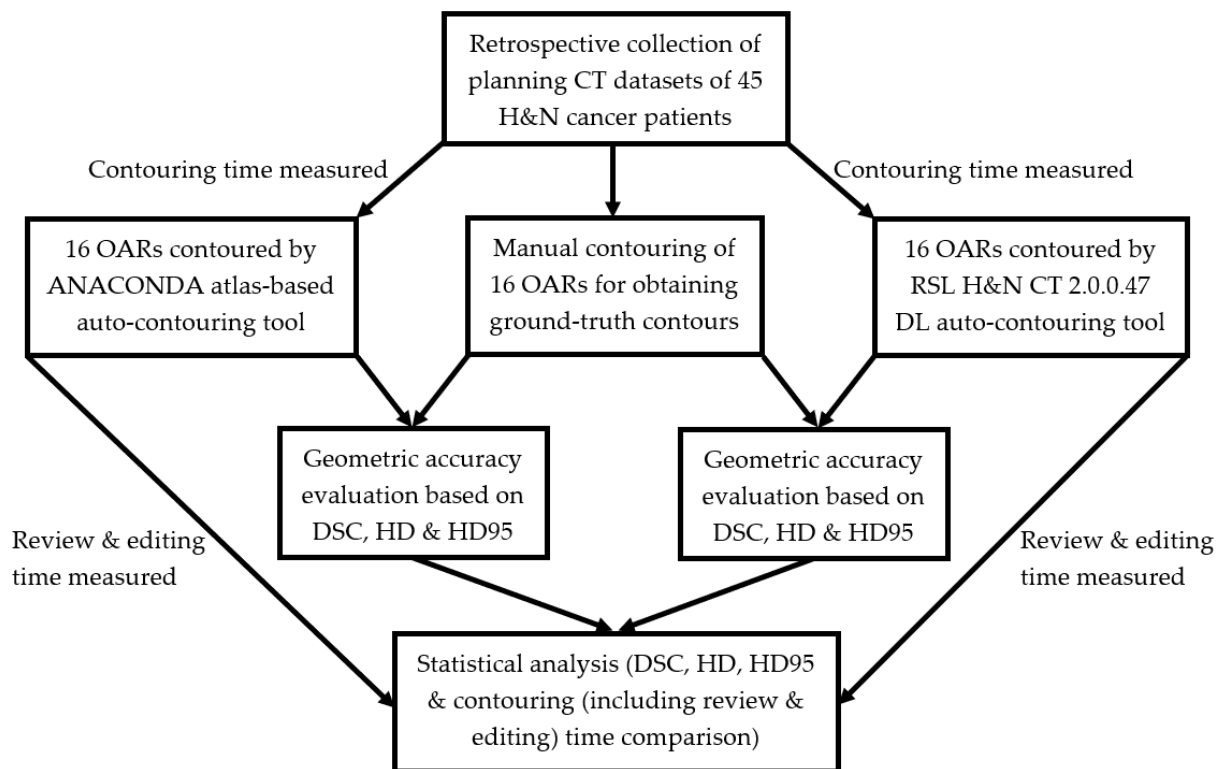 Retrospective collection of
planning CT datasets of 45
H&N cancer patients
Contouring time measured
Contouring time measured
16 OARs contoured by
ANACONDA atlas-based
auto-contouring tool
Manual contouring of
16 OARs for obtaining
ground-truth contours
16 OARs contoured by
RSL H&N CT 2.0.0.47
DL auto-contouring tool
Geometric accuracy
evaluation based on
DSC, HD & HD95
Geometric accuracy
evaluation based on
DSC, HD & HD95
Review & editing
time measured
Review & editing
time measured
Statistical analysis (DSC, HD, HD95
& contouring (including review &
editing) time comparison)